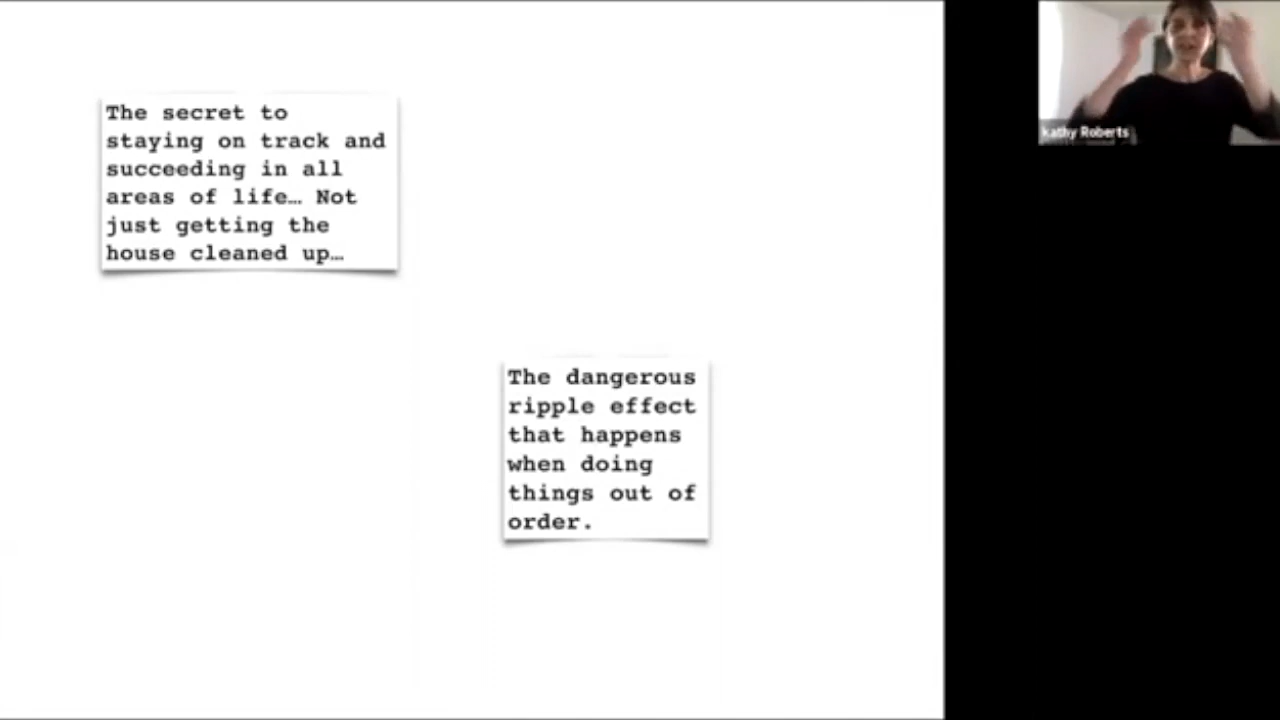 The secret to
staying on track and
succeeding in all
areas of life… Not
just getting the
house cleaned up…
The dangerous
ripple effect
that happens
when doing
things out of
order.
kathy Roberts